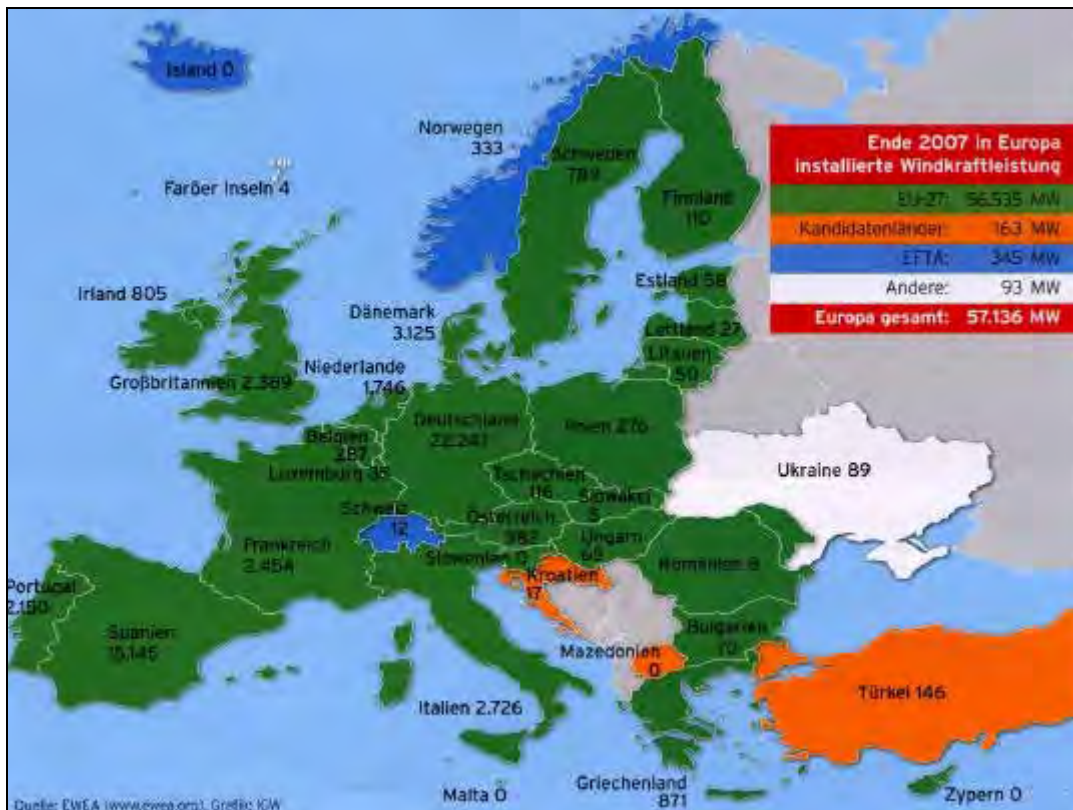 Island 0
Norwegen
333
Schweden
789
Finnland
110
Färöer Inseln 4
Ende 2007 in Europa
installierte Windkraftleistung
EU-27: 56.535 MW
Kandidatenländer: 163 MW
EFTA: 345 MW
Andere: 93 MW
Europa gesamt: 57.136 MW
Estland 58
Lettland 27
Litauen
50
Irland 805
Dänemark
3.125
Großbritannien 2.389
Niederlande
1.746
Deutschland
22.247
Polen 276
Belgien
287
Luxemburg 35
Tschechien
116
Slowakei
5
Ukraine 89
Schweiz
12
Österreich
982
Ungarn
65
Slowenien 0
Frankreich
2.454
Rumänien 8
Kroatien
17
Portugal
2.150
Spanien
15.145
Bulgarien
70
Mazedonien
0
Türkei 146
Italien 2.726
Griechenland
871
Malta 0
Zypern 0
Quelle: EWEA (www.ewea.org), Grafik: IGW